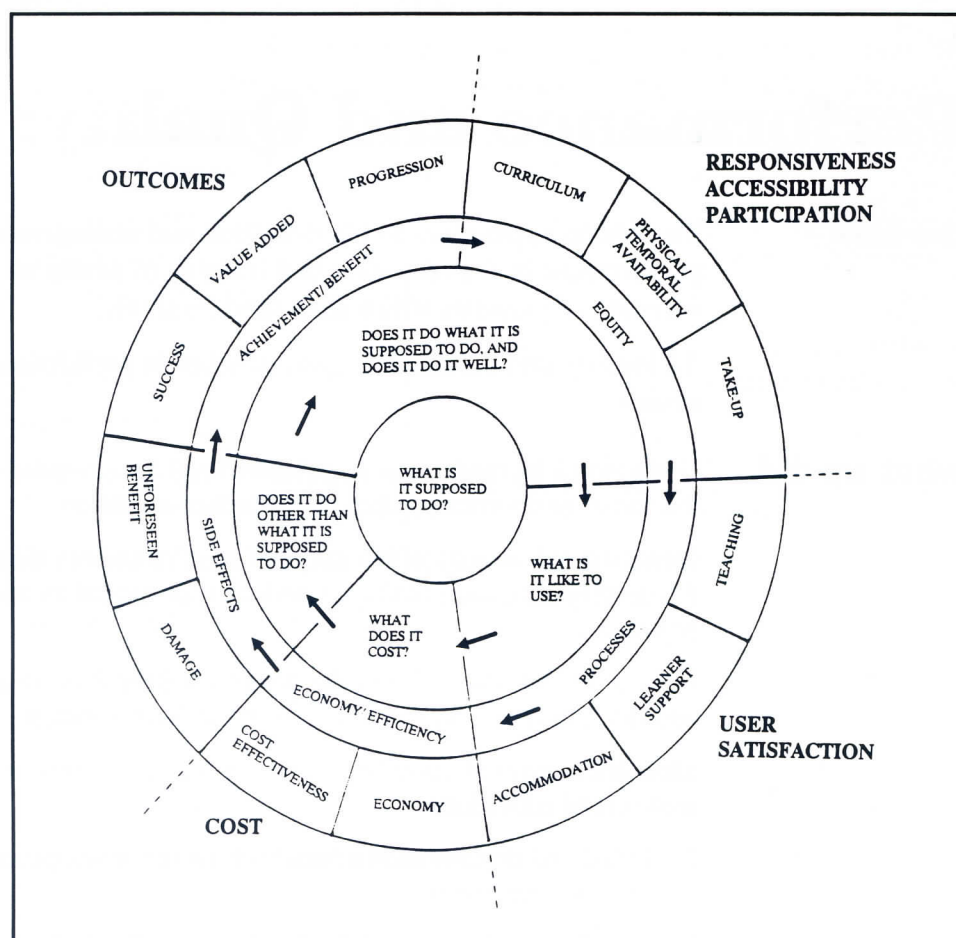 OUTCOMES
RESPONSIVENESS
ACCESSIBILITY
PARTICIPATION
PROGRESSION
CURRICULUM
VALUE ADDED
PHYSICAL/
TEMPORAL
AVAILABILITY
ACHIEVEMENT/ BENEFIT
EQUITY
SUCCESS
TAKE-UP
DOES IT DO WHAT IT IS
SUPPOSED TO DO, AND
DOES IT DO IT WELL?
WHAT IS
IT SUPPOSED
TO DO?
UNFORESEEN
BENEFIT
SIDE EFFECTS
DOES IT DO
OTHER THAN
WHAT IT IS
SUPPOSED
TO DO?
WHAT IS
IT LIKE TO
USE?
TEACHING
WHAT
DOES IT
COST?
PROCESSES
DAMAGE
LEARNER
SUPPORT
ECONOMY' EFFICIENCY
COST
EFFECTIVENESS
ECONOMY
ACCOMMODATION
USER
SATISFACTION
COST